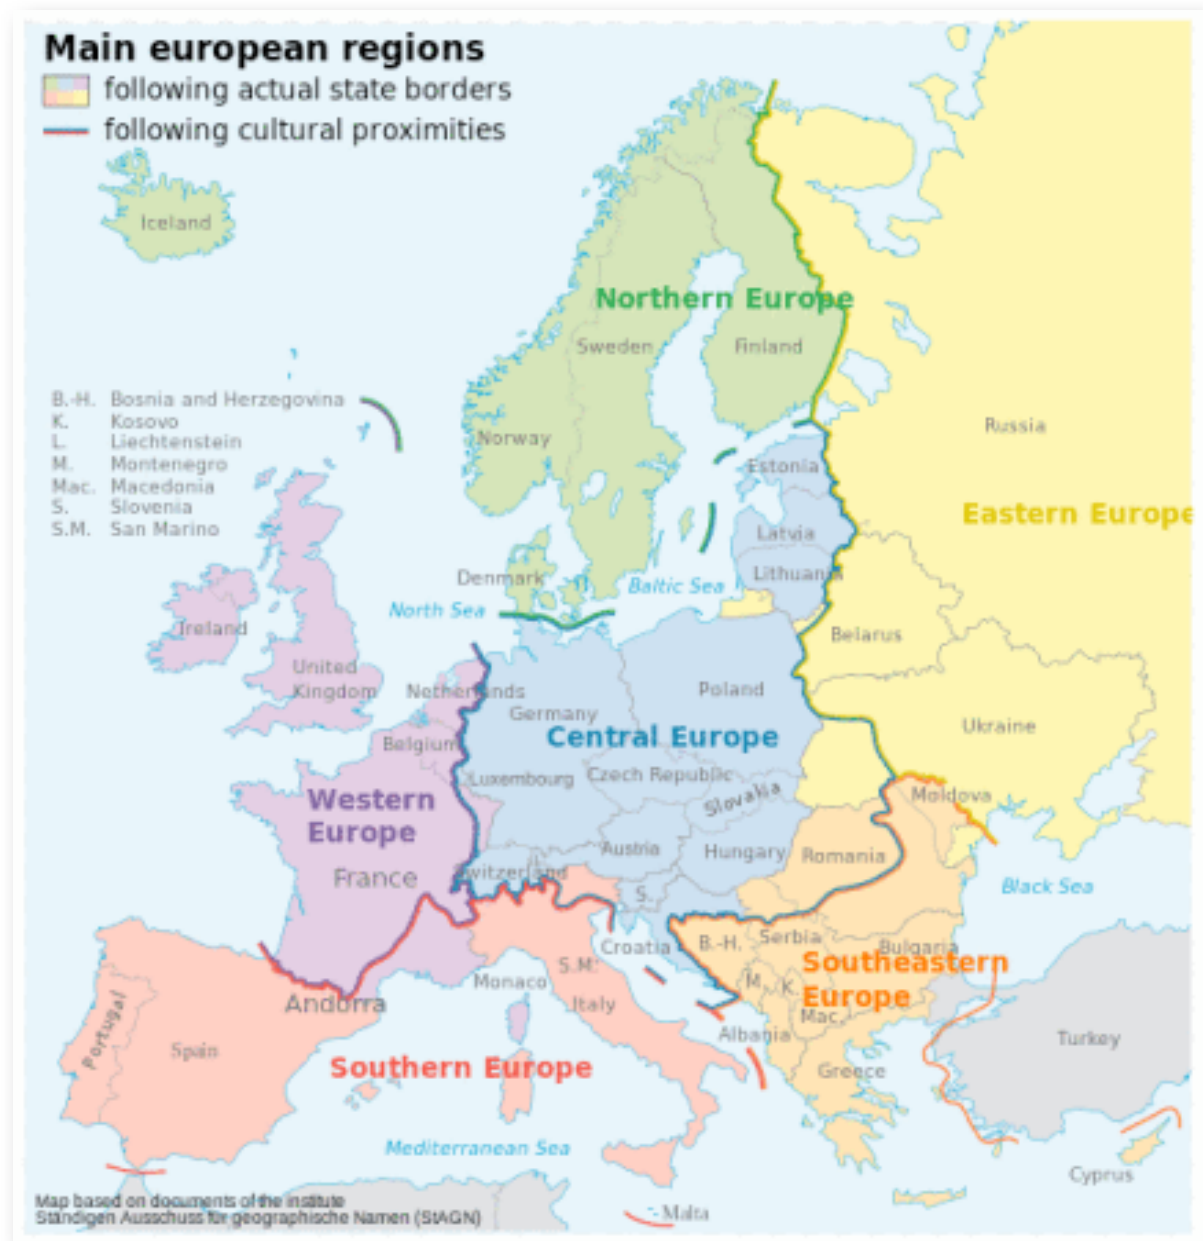 Main european regions
following actual state borders
following cultural proximities
Iceland
Northern Europe
Sweden
Finland
Norway
Russia
B.-H. Bosnia and Herzegovina
K. Kosovo
L. Liechtenstein
M. Montenegro
Mac. Macedonia
S. Slovenia
S.M. San Marino
Estonia
Eastern Europe
Latvia
Lithuania
Denmark
Baltic Sea
North Sea
Ireland
Belarus
United
Kingdom
Netherlands
Poland
Germany
Ukraine
Central Europe
Belgium
Luxembourg
Czech Republic
Slovakia
Moldova
Western
Europe
Austria
Hungary
Romania
France
Switzerland
Black Sea
S.
Croatia
B.-H.
Serbia
Bulgaria
Southeastern
Europe
S.M.
Monaco
M.
K.
Andorra
Italy
Mac.
Portugal
Spain
Albania
Turkey
Southern Europe
Greece
Mediterranean Sea
Cyprus
Malta
Map based on documents of the institute
Ständigen Ausschuss für geographische Namen (StAGN)